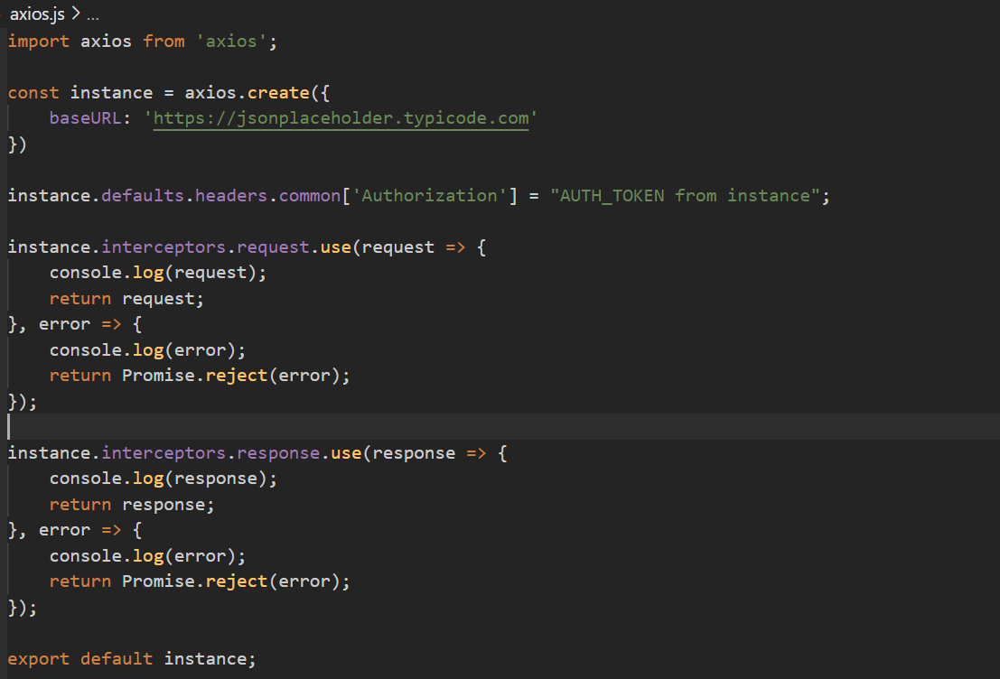 axios.js > ...
import axios from 'axios';
const instance = axios.create({
    baseURL: 'https://jsonplaceholder.typicode.com'
})
instance.defaults.headers.common['Authorization'] = "AUTH_TOKEN from instance";
instance.interceptors.request.use(request => {
    console.log(request);
    return request;
}, error => {
    console.log(error);
    return Promise.reject(error);
});
instance.interceptors.response.use(response => {
    console.log(response);
    return response;
}, error => {
    console.log(error);
    return Promise.reject(error);
});
export default instance;